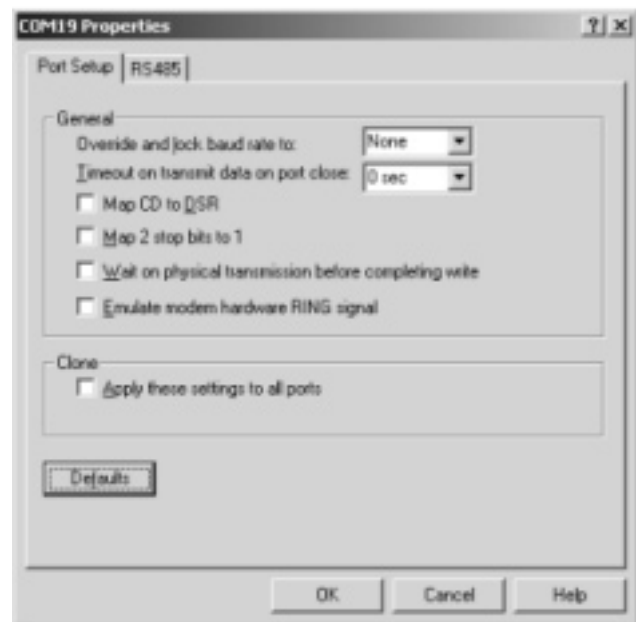 COM19 Properties
Port Setup RS485
General
Override and lock baud rate to: None
Timeout on transmit data on port close: 0 sec
Map CD to DSR
Map 2 stop bits to 1
Wait on physical transmission before completing write
Emulate modem hardware RING signal
Clone
Apply these settings to all ports
Defaults
OK Cancel Help